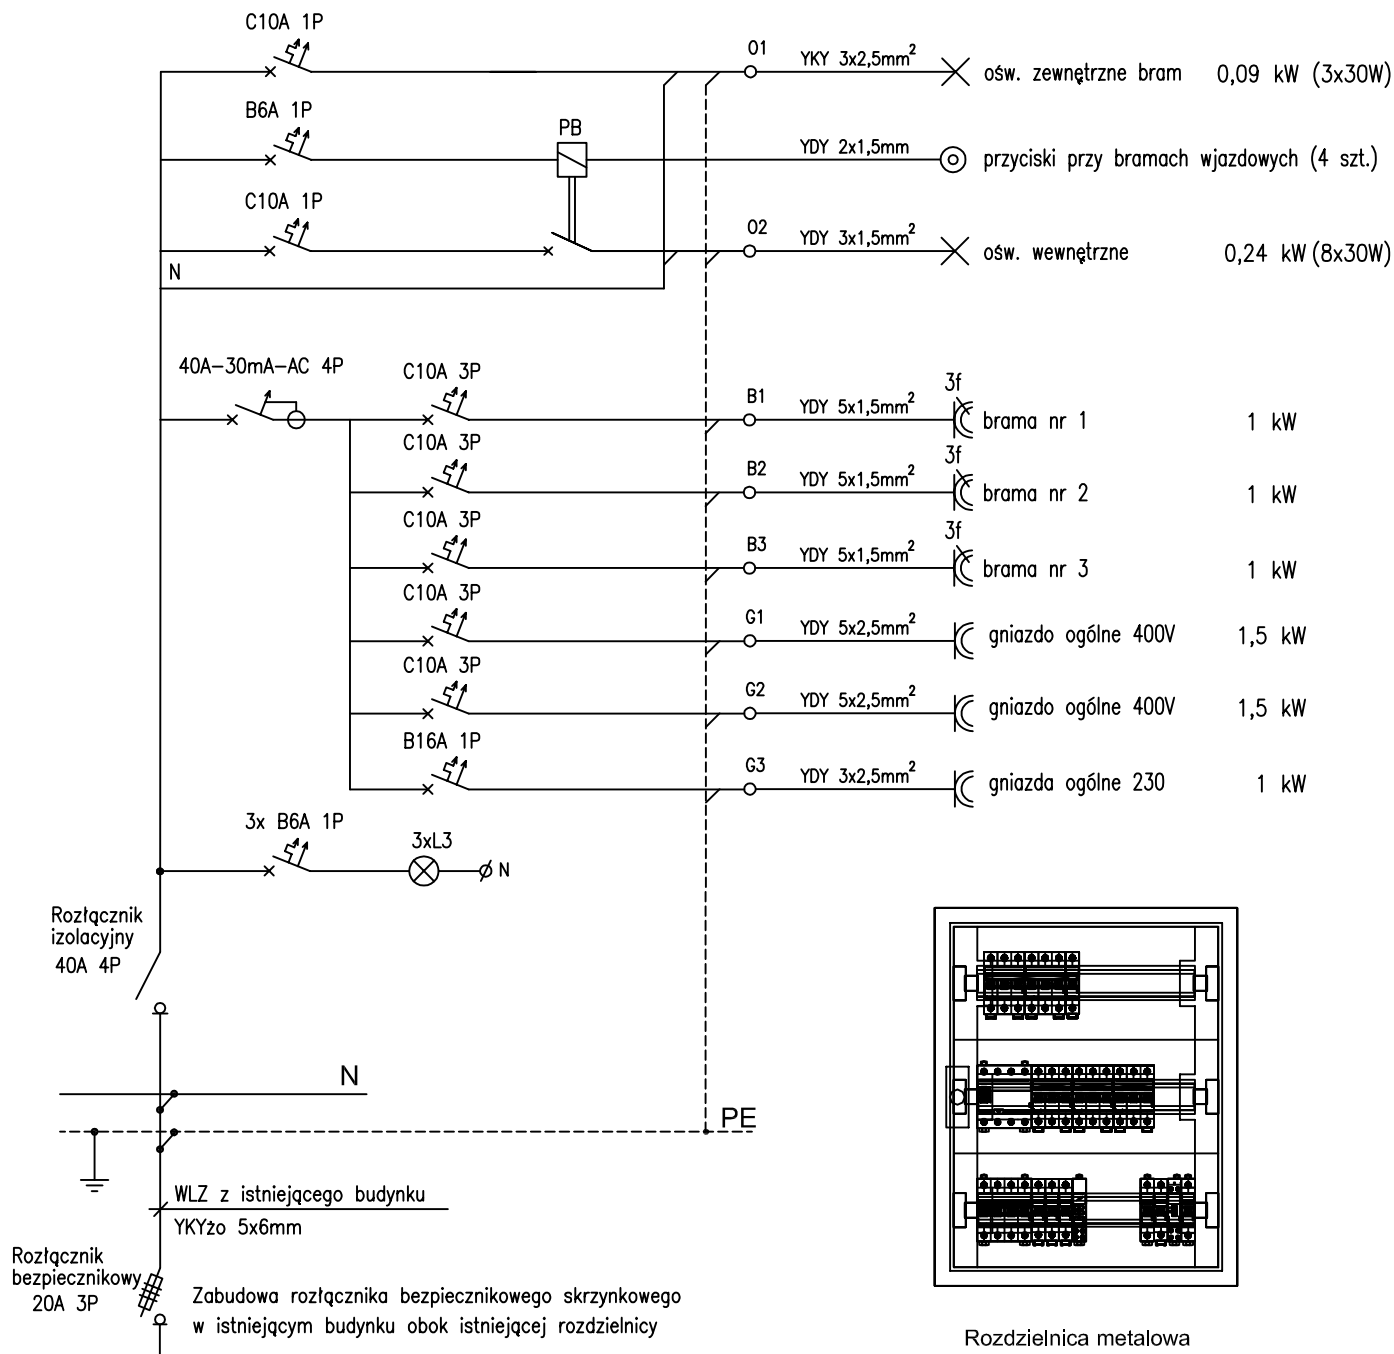 C10A 1P
O1 YKY 3x2,5mm² ośw. zewnętrzne bram 0,09 kW (3x30W)
B6A 1P
PB YDY 2x1,5mm przyciski przy bramach wjazdowych (4 szt.)
C10A 1P
O2 YDY 3x1,5mm² ośw. wewnętrzne 0,24 kW (8x30W)
N
40A-30mA-AC 4P
C10A 3P
B1 YDY 5x1,5mm² 3f brama nr 1 1 kW
C10A 3P
B2 YDY 5x1,5mm² 3f brama nr 2 1 kW
C10A 3P
B3 YDY 5x1,5mm² 3f brama nr 3 1 kW
C10A 3P
G1 YDY 5x2,5mm² gniazdo ogólne 400V 1,5 kW
C10A 3P
G2 YDY 5x2,5mm² gniazdo ogólne 400V 1,5 kW
B16A 1P
G3 YDY 3x2,5mm² gniazda ogólne 230 1 kW
3x B6A 1P
3xL3
N
Rozłącznik
izolacyjny
40A 4P
N
PE
WLZ z istniejącego budynku
YKYżo 5x6mm
Rozłącznik
bezpiecznikowy
20A 3P
Zabudowa rozłącznika bezpiecznikowego skrzynkowego
w istniejącym budynku obok istniejącej rozdzielnicy
Rozdzielnica metalowa